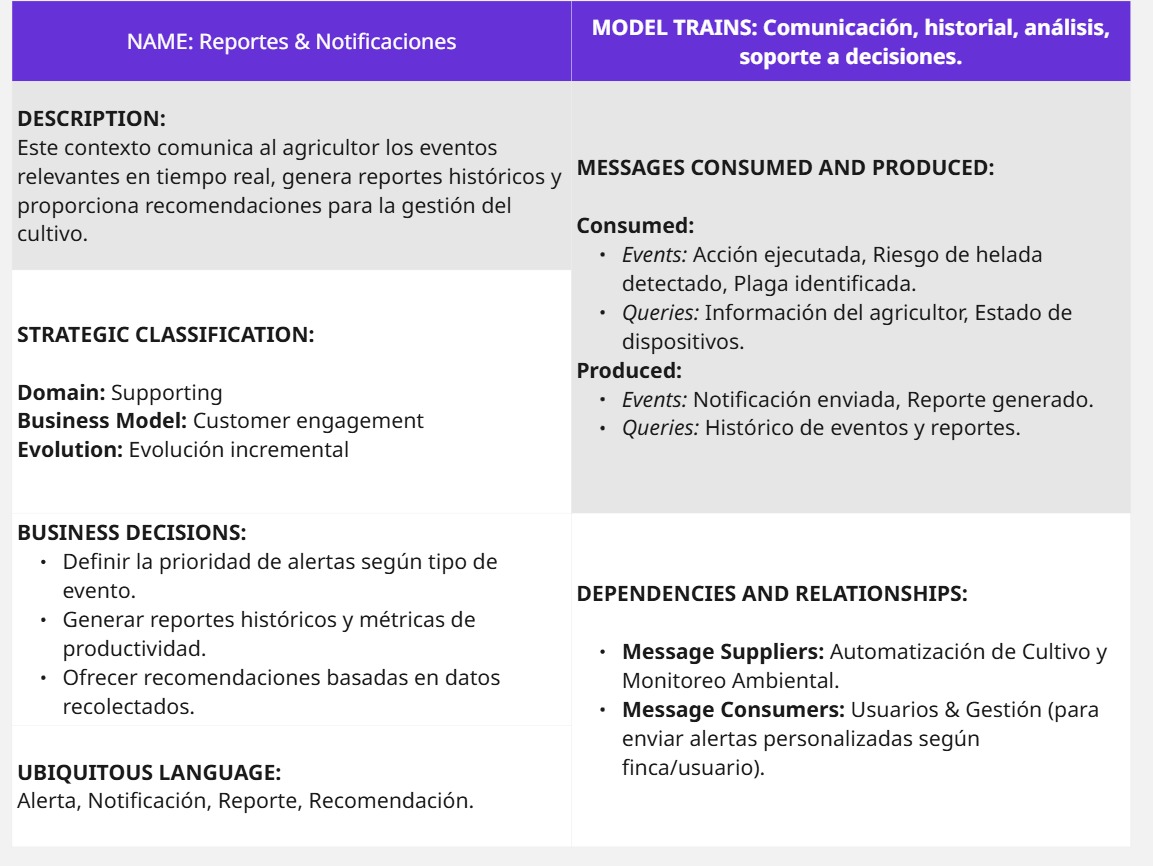 NAME: Reportes & Notificaciones
MODEL TRAINS: Comunicación, historial, análisis,
soporte a decisiones.
DESCRIPTION:
Este contexto comunica al agricultor los eventos
relevantes en tiempo real, genera reportes históricos y
proporciona recomendaciones para la gestión del
cultivo.
STRATEGIC CLASSIFICATION:
Domain: Supporting
Business Model: Customer engagement
Evolution: Evolución incremental
BUSINESS DECISIONS:
• Definir la prioridad de alertas según tipo de
evento.
• Generar reportes históricos y métricas de
productividad.
• Ofrecer recomendaciones basadas en datos
recolectados.
UBIQUITOUS LANGUAGE:
Alerta, Notificación, Reporte, Recomendación.
MESSAGES CONSUMED AND PRODUCED:
Consumed:
• Events: Acción ejecutada, Riesgo de helada
detectado, Plaga identificada.
• Queries: Información del agricultor, Estado de
dispositivos.
Produced:
• Events: Notificación enviada, Reporte generado.
• Queries: Histórico de eventos y reportes.
DEPENDENCIES AND RELATIONSHIPS:
• Message Suppliers: Automatización de Cultivo y
Monitoreo Ambiental.
• Message Consumers: Usuarios & Gestión (para
enviar alertas personalizadas según
finca/usuario).